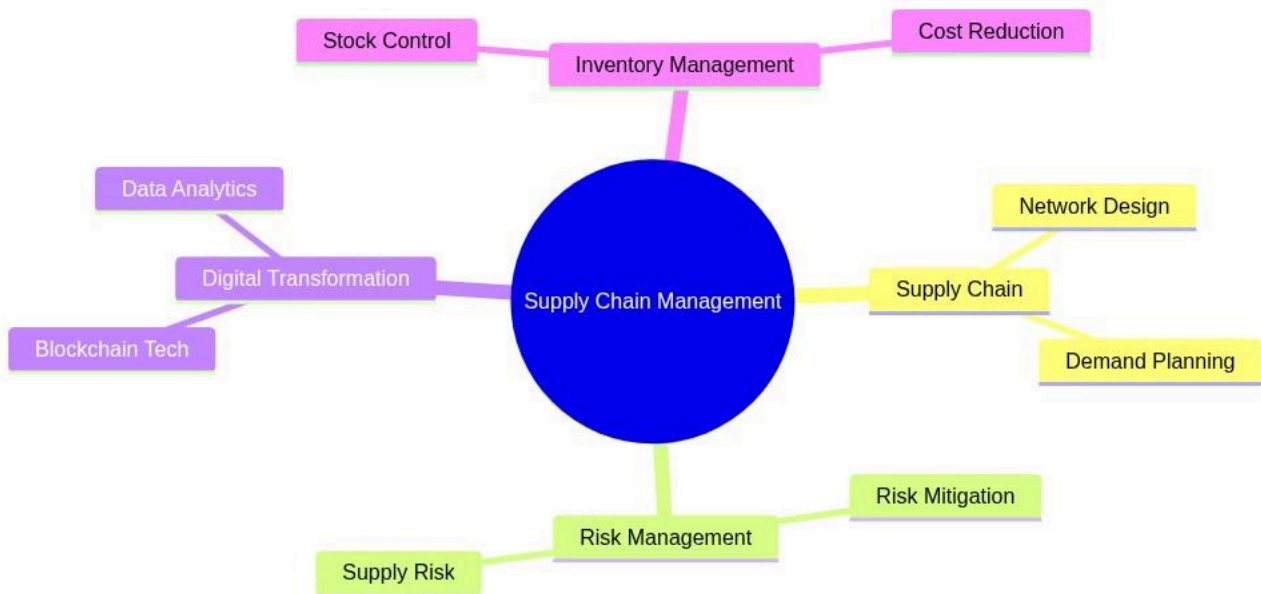 Stock Control
Cost Reduction
Inventory Management
Data Analytics
Network Design
Digital Transformation
Supply Chain Management
Supply Chain
Blockchain Tech
Demand Planning
Risk Mitigation
Risk Management
Supply Risk